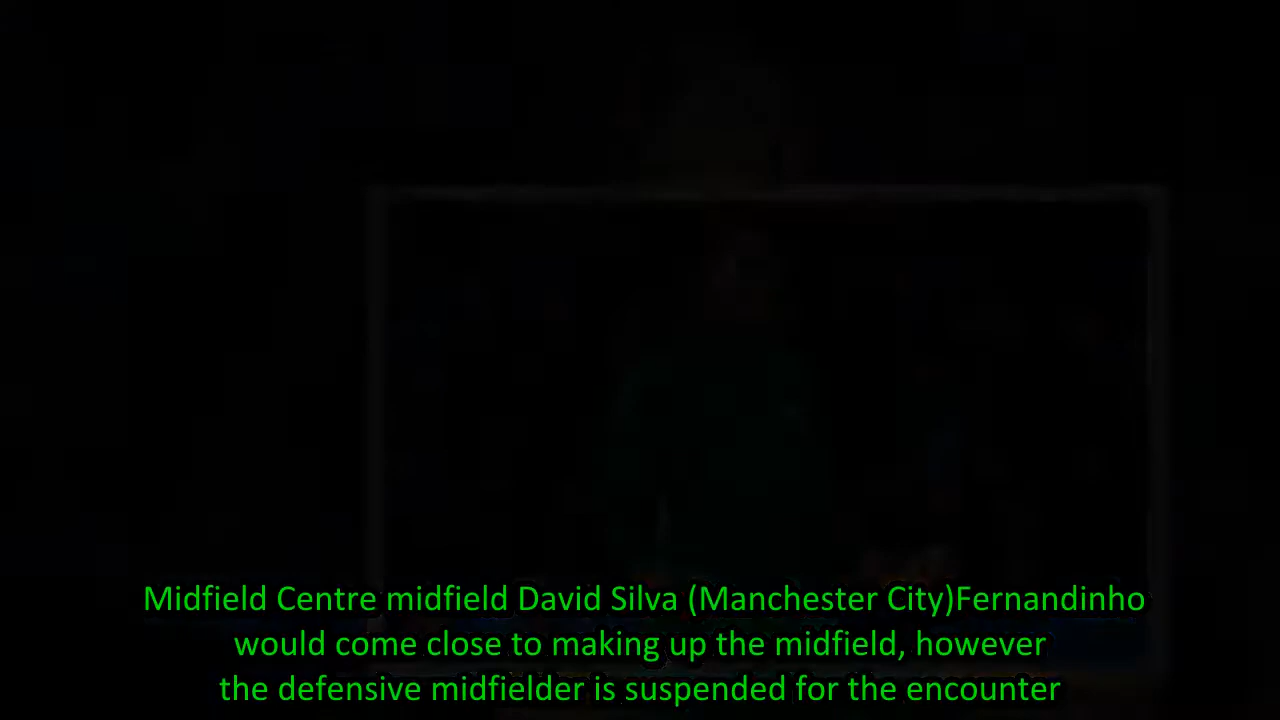 Midfield Centre midfield David Silva (Manchester City)Fernandinho
would come close to making up the midfield, however
the defensive midfielder is suspended for the encounter